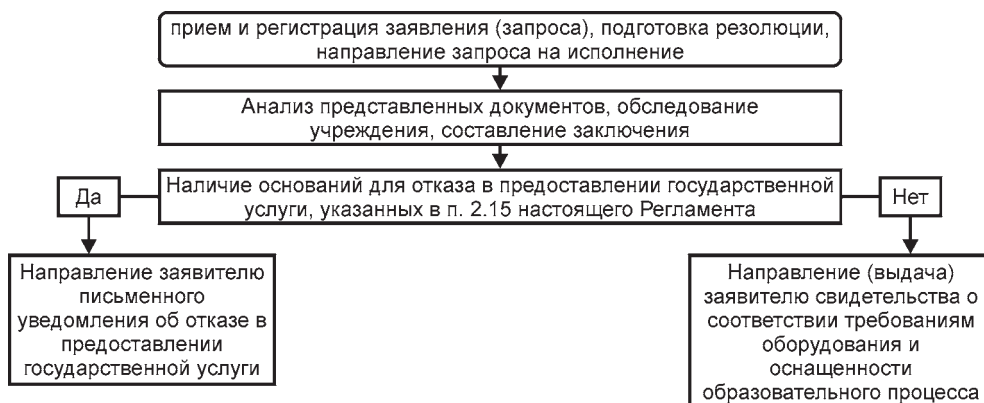 прием и регистрация заявления (запроса), подготовка резолюции,
направление запроса на исполнение
Анализ представленных документов, обследование
учреждения, составление заключения
Наличие оснований для отказа в предоставлении государственной
услуги, указанных в п. 2.15 настоящего Регламента
Да
Нет
Направление заявителю
письменного
уведомления об отказе в
предоставлении
государственной услуги
Направление (выдача)
заявителю свидетельства о
соответствии требованиям
оборудования и
оснащенности
образовательного процесса